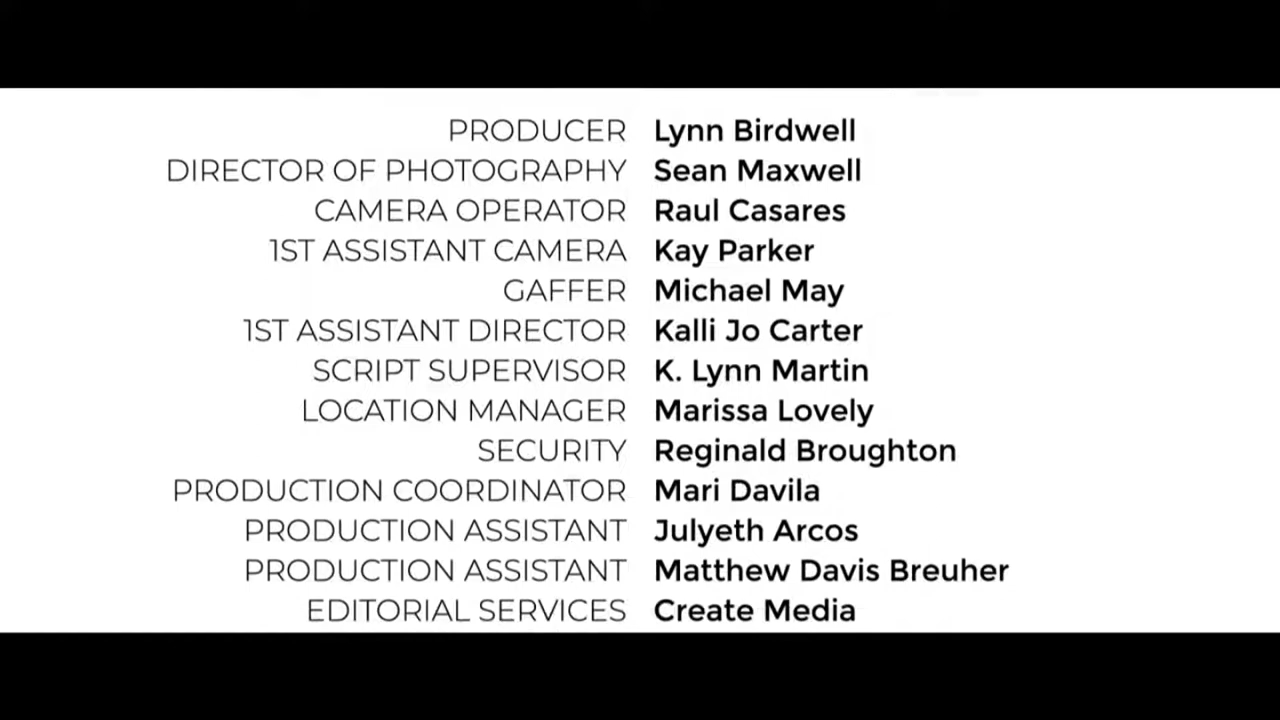 PRODUCER Lynn Birdwell
DIRECTOR OF PHOTOGRAPHY Sean Maxwell
CAMERA OPERATOR Raul Casares
1ST ASSISTANT CAMERA Kay Parker
GAFFER Michael May
1ST ASSISTANT DIRECTOR Kalli Jo Carter
SCRIPT SUPERVISOR K. Lynn Martin
LOCATION MANAGER Marissa Lovely
SECURITY Reginald Broughton
PRODUCTION COORDINATOR Mari Davila
PRODUCTION ASSISTANT Julyeth Arcos
PRODUCTION ASSISTANT Matthew Davis Breuher
EDITORIAL SERVICES Create Media